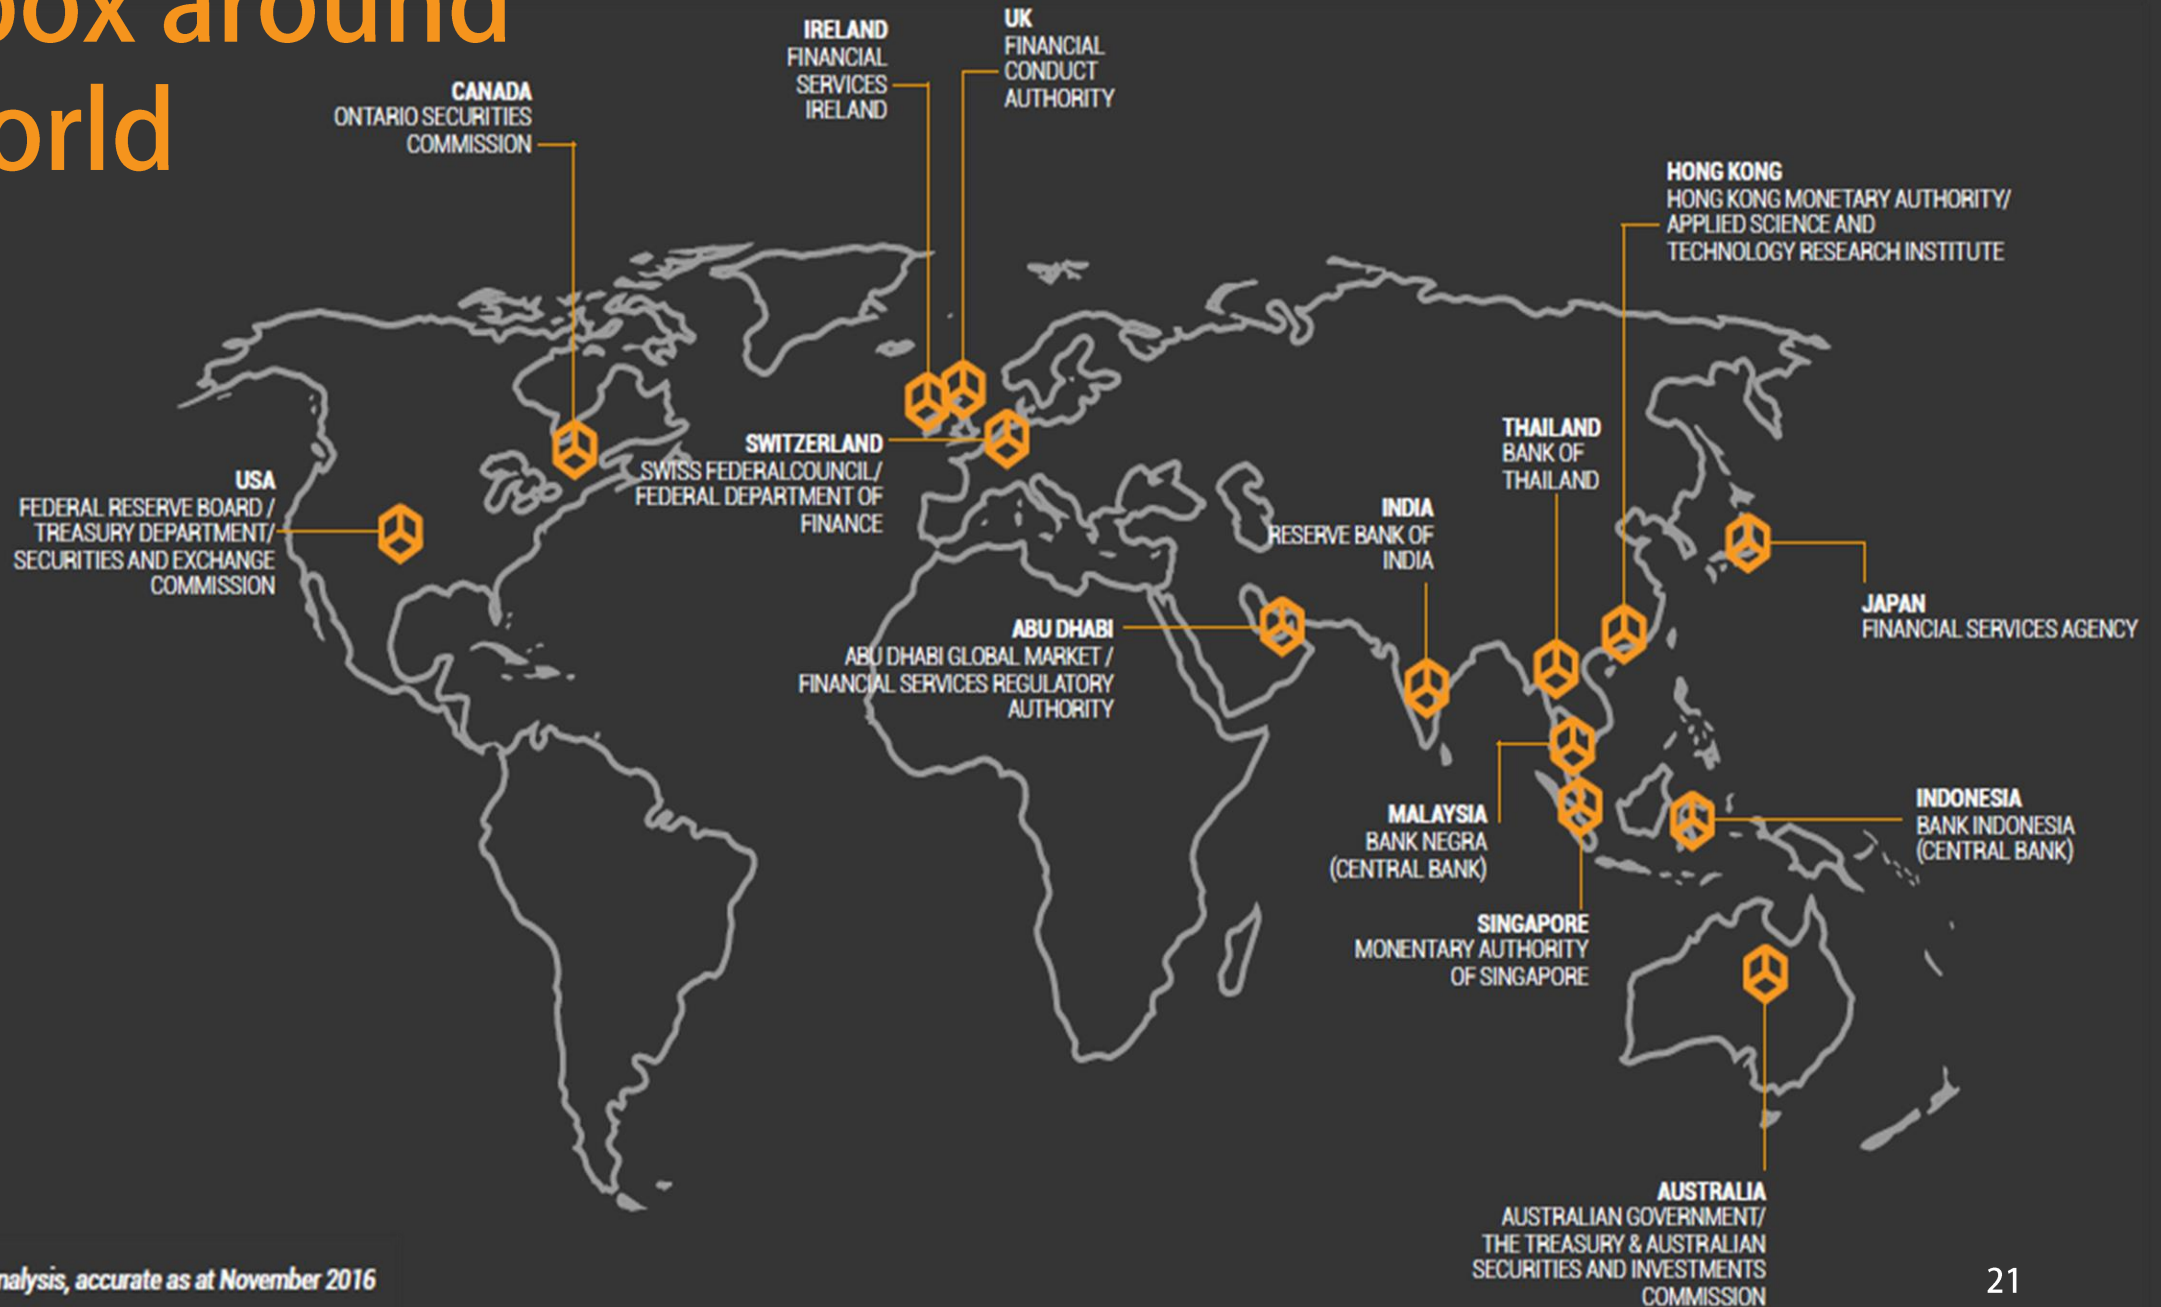 box around
orld
CANADA
ONTARIO SECURITIES
COMMISSION
IRELAND
FINANCIAL
SERVICES
IRELAND
UK
FINANCIAL
CONDUCT
AUTHORITY
HONG KONG
HONG KONG MONETARY AUTHORITY/
APPLIED SCIENCE AND
TECHNOLOGY RESEARCH INSTITUTE
USA
FEDERAL RESERVE BOARD /
TREASURY DEPARTMENT/
SECURITIES AND EXCHANGE
COMMISSION
SWITZERLAND
SWISS FEDERALCOUNCIL/
FEDERAL DEPARTMENT OF
FINANCE
THAILAND
BANK OF
THAILAND
INDIA
RESERVE BANK OF
INDIA
JAPAN
FINANCIAL SERVICES AGENCY
ABU DHABI
ABU DHABI GLOBAL MARKET /
FINANCIAL SERVICES REGULATORY
AUTHORITY
MALAYSIA
BANK NEGRA
(CENTRAL BANK)
INDONESIA
BANK INDONESIA
(CENTRAL BANK)
SINGAPORE
MONENTARY AUTHORITY
OF SINGAPORE
AUSTRALIA
AUSTRALIAN GOVERNMENT/
THE TREASURY & AUSTRALIAN
SECURITIES AND INVESTMENTS
COMMISSION
nalysis, accurate as at November 2016
21